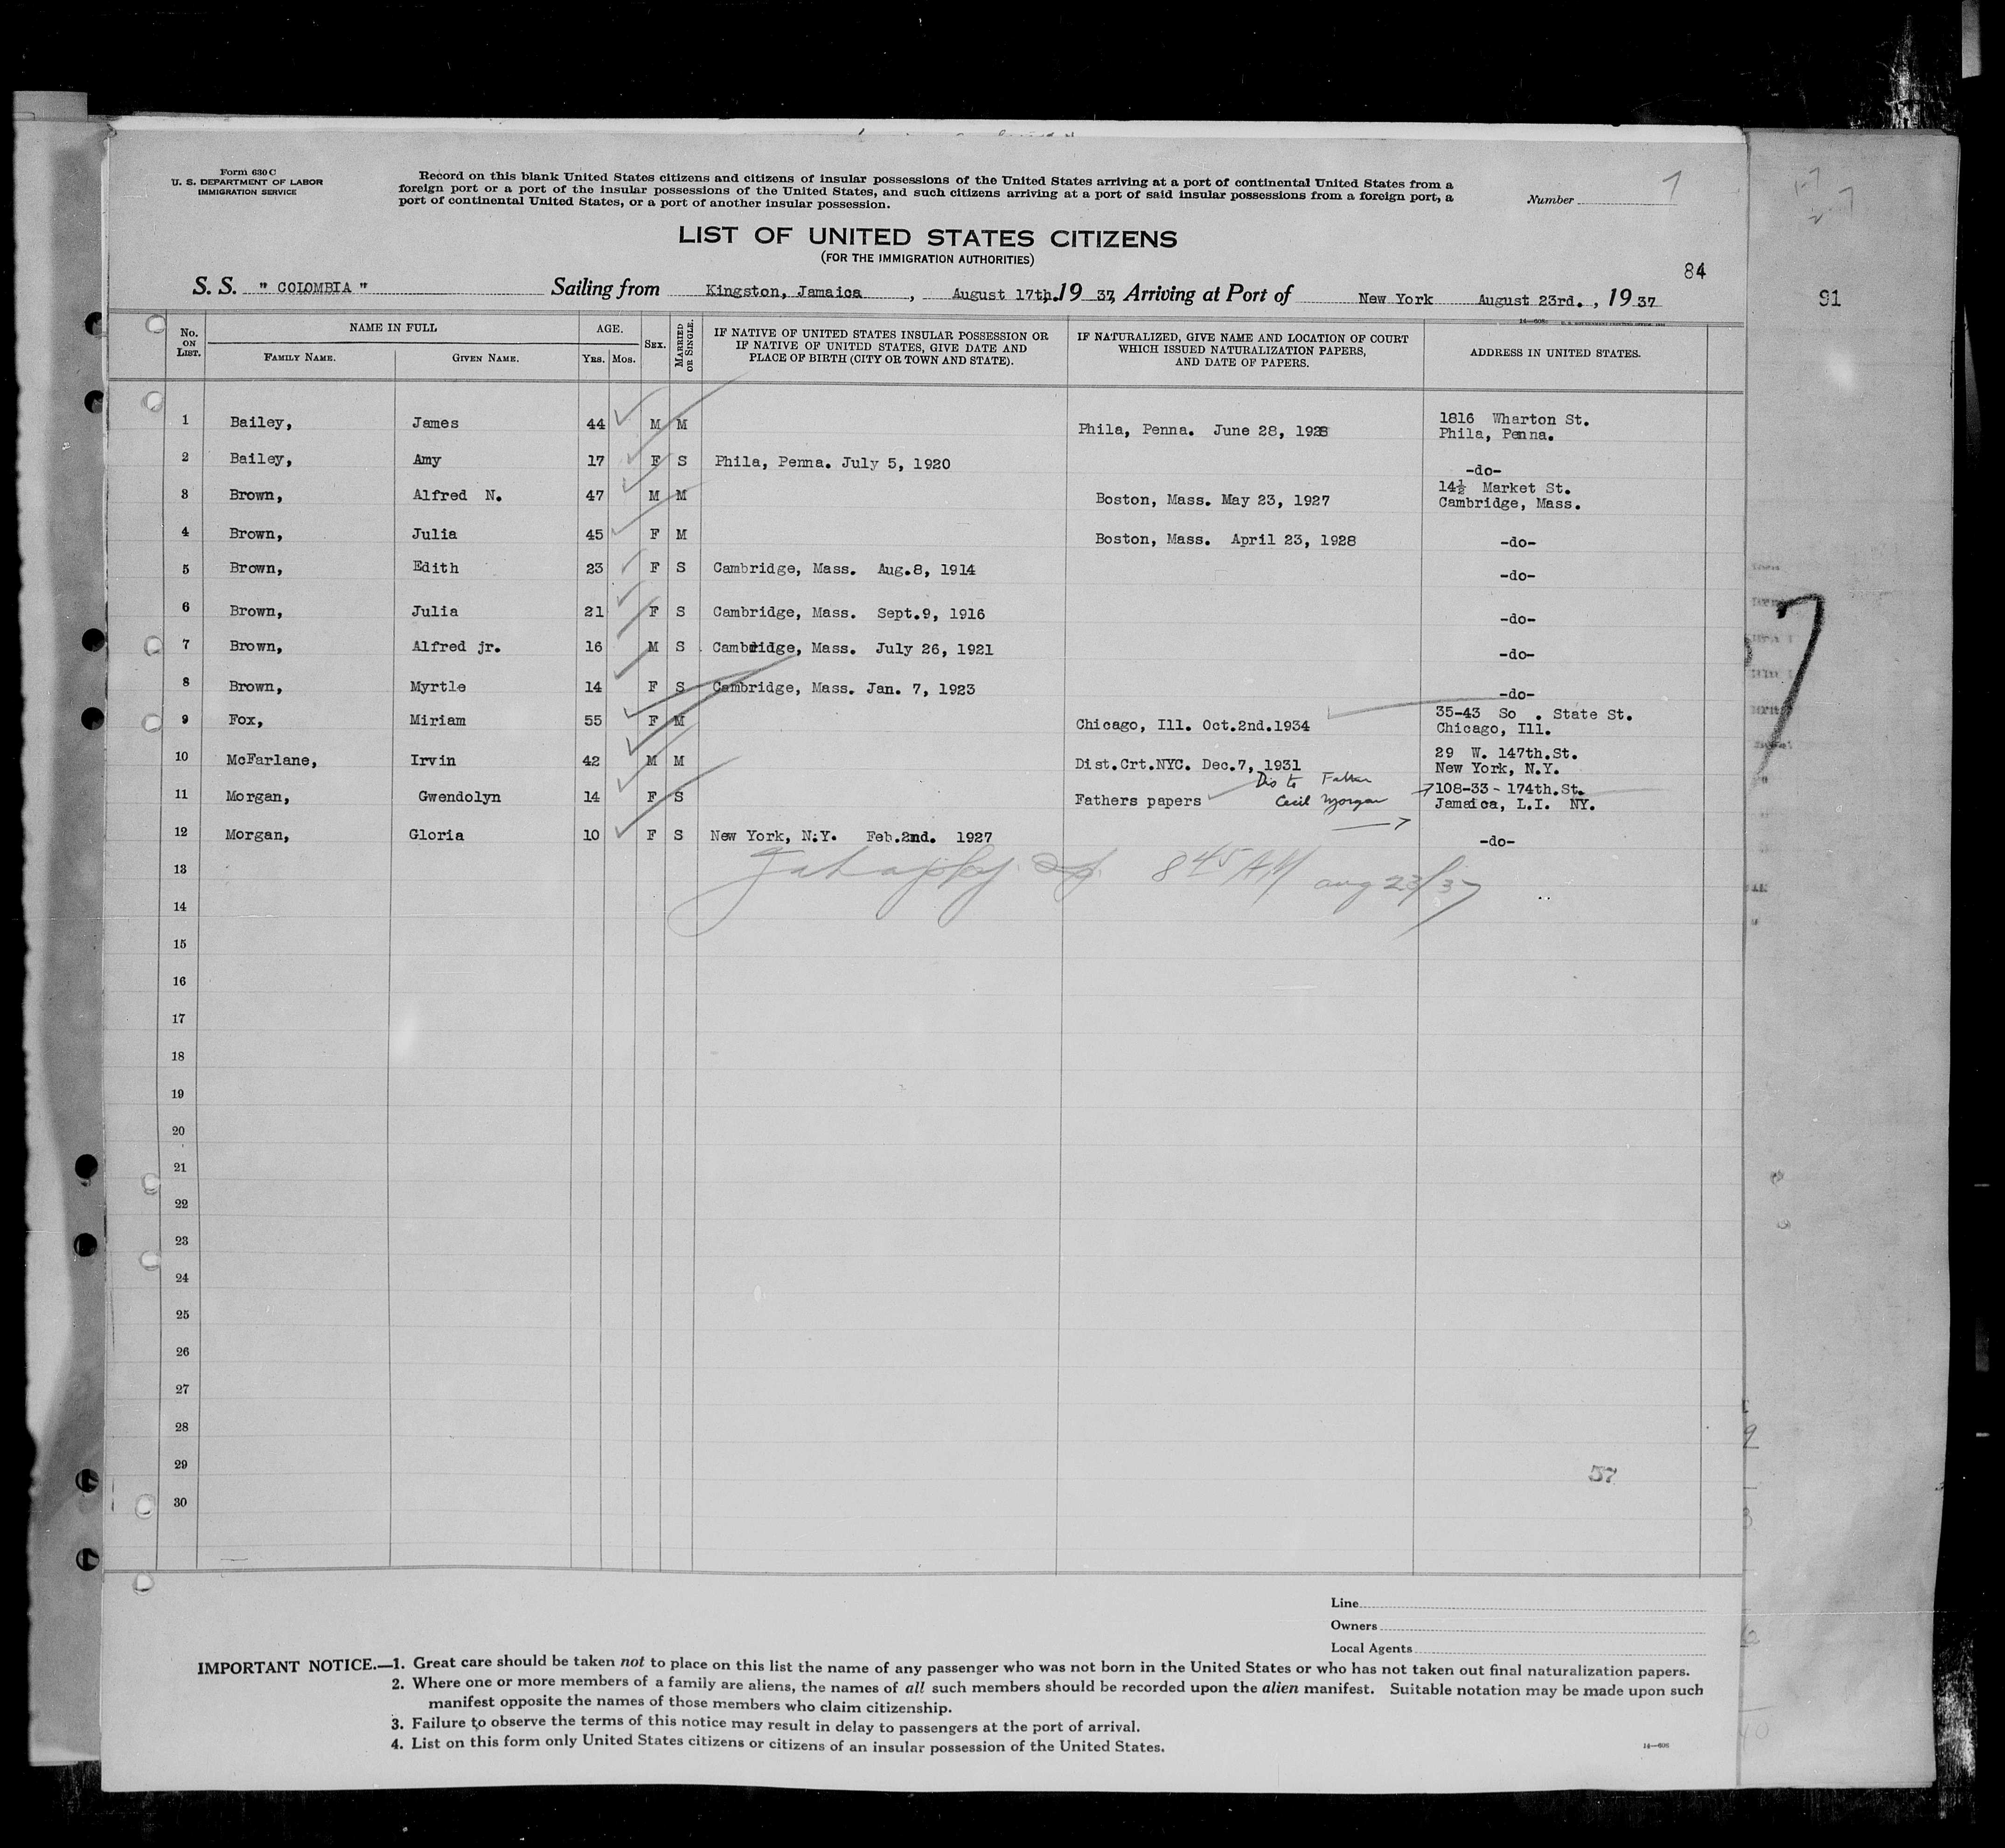 Form 630 C
U. S. DEPARTMENT OF LABOR
IMMIGRATION SERVICE
Record on this blank United States citizens and citizens of insular possessions of the United States arriving at a port of continental United States from a
foreign port or a port of the insular possessions of the United States, and such citizens arriving at a port of said insular possessions from a foreign port, a
port of continental United States, or a port of another insular possession.
Number 7
LIST OF UNITED STATES CITIZENS
(FOR THE IMMIGRATION AUTHORITIES)
84
91
S. S. " COLOMBIA " Sailing from Kingston, Jamaica , August 17th. 19 37, Arriving at Port of New York August 23rd. , 19 37
No. ON LIST. NAME IN FULL FAMILY NAME. GIVEN NAME. AGE. YRS. MOS. SEX. MARRIED OR SINGLE. IF NATIVE OF UNITED STATES INSULAR POSSESSION OR IF NATIVE OF UNITED STATES, GIVE DATE AND PLACE OF BIRTH (CITY OR TOWN AND STATE). IF NATURALIZED, GIVE NAME AND LOCATION OF COURT WHICH ISSUED NATURALIZATION PAPERS, AND DATE OF PAPERS. ADDRESS IN UNITED STATES.
1 Bailey, James 44 M M Phila, Penna. June 28, 1928 1816 Wharton St. Phila, Penna.
2 Bailey, Amy 17 F S Phila, Penna. July 5, 1920 -do-
3 Brown, Alfred N. 47 M M Boston, Mass. May 23, 1927 14½ Market St. Cambridge, Mass.
4 Brown, Julia 45 F M Boston, Mass. April 23, 1928 -do-
5 Brown, Edith 23 F S Cambridge, Mass. Aug.8, 1914 -do-
6 Brown, Julia 21 F S Cambridge, Mass. Sept.9, 1916 -do-
7 Brown, Alfred jr. 16 M S Cambridge, Mass. July 26, 1921 -do-
8 Brown, Myrtle 14 F S Cambridge, Mass. Jan. 7, 1923 -do-
9 Fox, Miriam 55 F M Chicago, Ill. Oct.2nd.1934 35-43 So . State St. Chicago, Ill.
10 McFarlane, Irvin 42 M M Dist.Crt.NYC. Dec.7, 1931 29 W. 147th.St. New York, N.Y.
11 Morgan, Gwendolyn 14 F S Fathers papers Dis to Father Cecil Morgan 108-33 - 174th.St. Jamaica, L.I. NY.
12 Morgan, Gloria 10 F S New York, N.Y. Feb.2nd. 1927 -do-
13
8 45 AM aug 23/37
14
15
16
17
18
19
20
21
22
23
24
25
26
27
28
29
57
30
Line
Owners
Local Agents
IMPORTANT NOTICE.—1. Great care should be taken not to place on this list the name of any passenger who was not born in the United States or who has not taken out final naturalization papers.
2. Where one or more members of a family are aliens, the names of all such members should be recorded upon the alien manifest. Suitable notation may be made upon such
manifest opposite the names of those members who claim citizenship.
3. Failure to observe the terms of this notice may result in delay to passengers at the port of arrival.
4. List on this form only United States citizens or citizens of an insular possession of the United States.
14—608